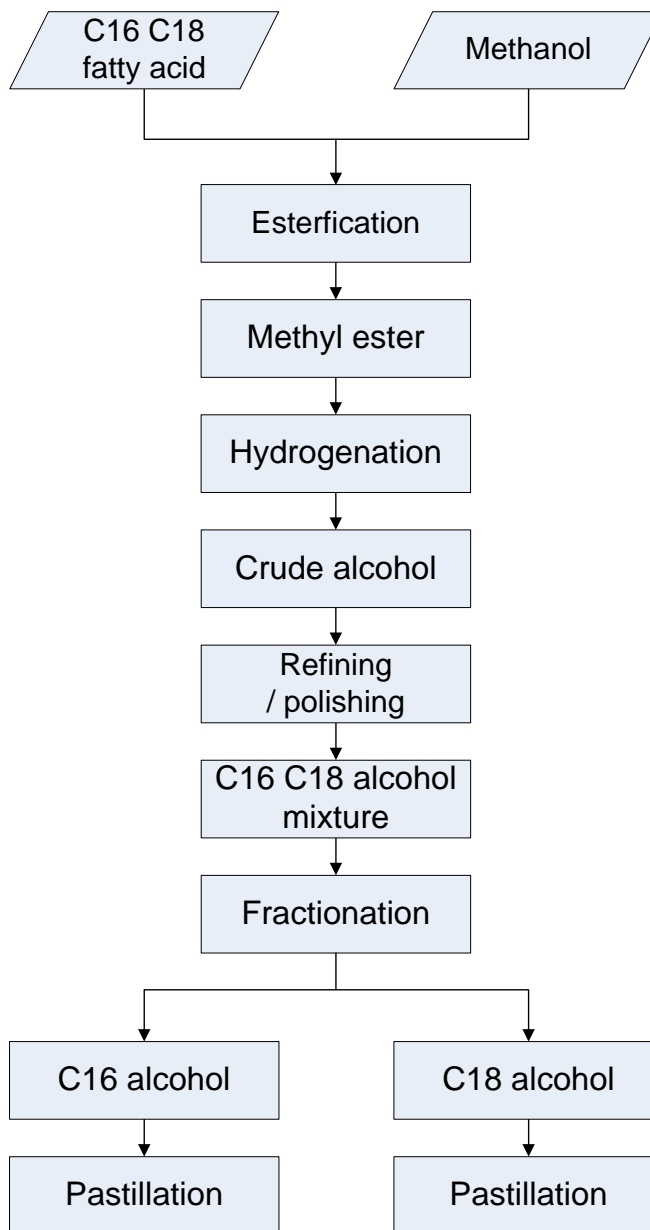 C16 C18
fatty acid
Methanol
Esterfication
Methyl ester
Hydrogenation
Crude alcohol
Refining
/ polishing
C16 C18 alcohol
mixture
Fractionation
C16 alcohol
C18 alcohol
Pastillation
Pastillation